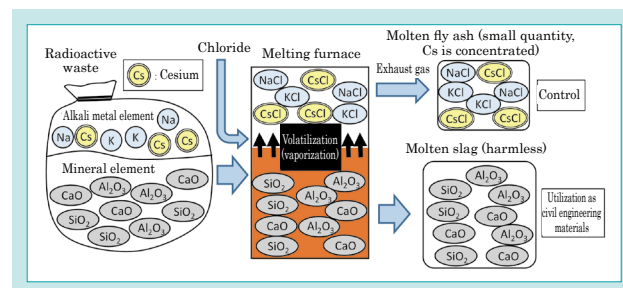 Radioactive
waste
Cs : Cesium
Alkali metal element
Na
Na
Cs
K
K
Cs
Cs
Mineral element
CaO
Al2O3
Al2O3
CaO
SiO2
CaO
SiO2
SiO2
Al2O3
Chloride
Melting furnace
NaCl
CsCl
KCl
NaCl
CsCl
CsCl
KCl
Volatilization
(vaporization)
SiO2
Al2O3
SiO2
Al2O3
CaO
CaO
Al2O3
SiO2
CaO
Exhaust gas
Molten fly ash (small quantity,
Cs is concentrated)
NaCl
CsCl
KCl
NaCl
KCl
CsCl
CsCl
Control
Molten slag (harmless)
Al2O3
SiO2
SiO2
CaO
CaO
Al2O3
SiO2
CaO
Utilization as
civil engineering
materials